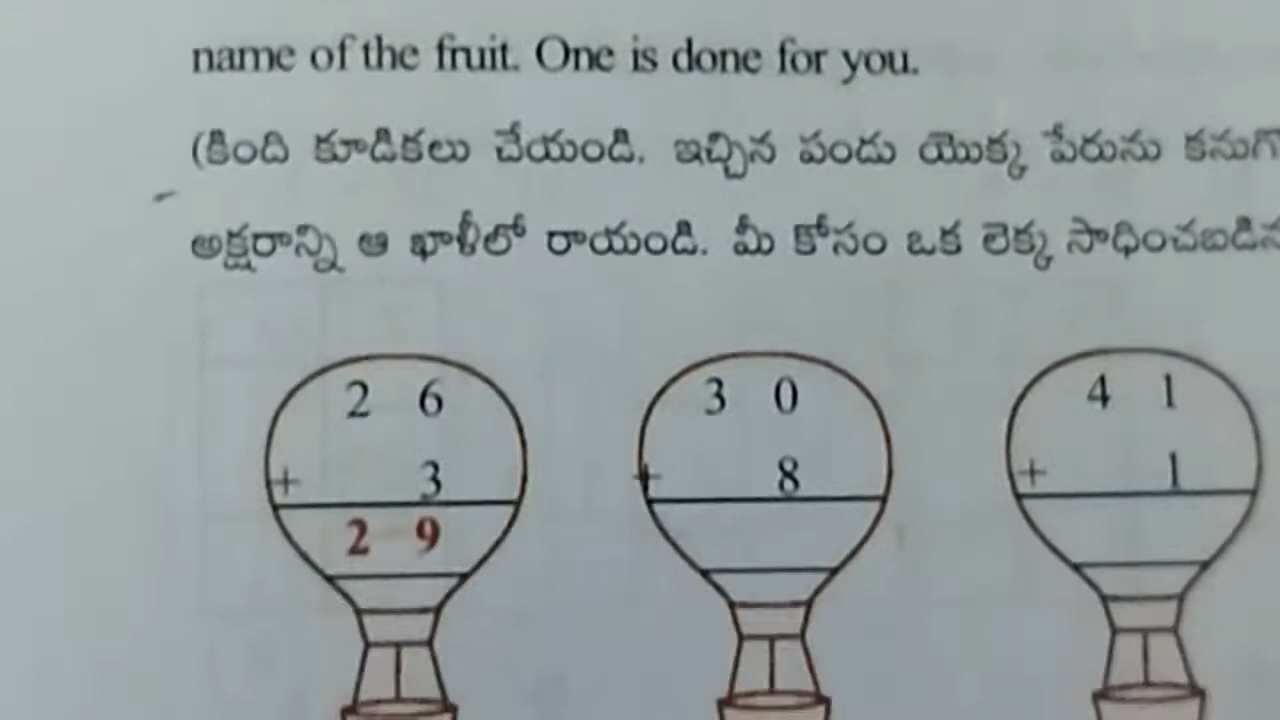 name of the fruit. One is done for you.
(కింది కూడికలు చేయండి. ఇచ్చిన పండు యొక్క పేరును
అక్షరాన్ని ఆ ఖాళీలో రాయండి. మీ కోసం ఒక లెక్క
2 6 3 0 4 1
+ 3 + 8 + 1
2 9